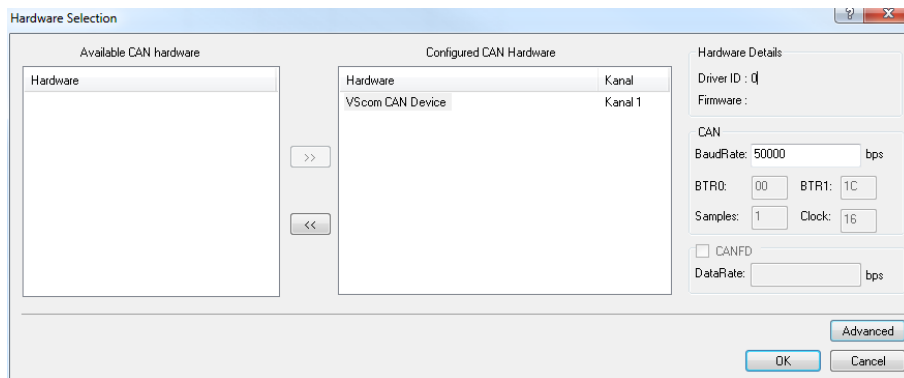 Hardware Selection
Available CAN hardware
Hardware
>>
<<
Configured CAN Hardware
Hardware Kanal
VScom CAN Device Kanal 1
Hardware Details
Driver ID : 0
Firmware :
CAN
BaudRate: 50000 bps
BTR0: 00 BTR1: 1C
Samples: 1 Clock: 16
CANFD
DataRate: bps
Advanced
OK Cancel